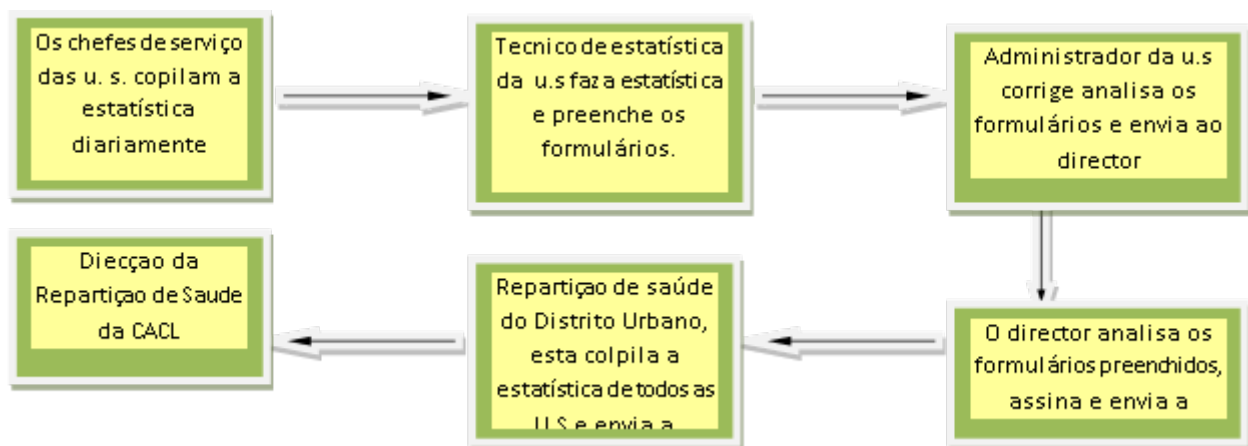 Os chefes de serviço
das u. s. copilam a
estatística
diariamente
Tecnico de estatística
da u.s faz a estatística
e preenche os
formulários.
Administrador da u.s
corrige analisa os
formulários e envia ao
director
O director analisa os
formulários preenchidos,
assina e envia a
Repartiçao de saúde
do Distrito Urbano,
esta colpila a
estatística de todos as
U.S e envia a
Diecçao da
Repartiçao de Saude
da CACL